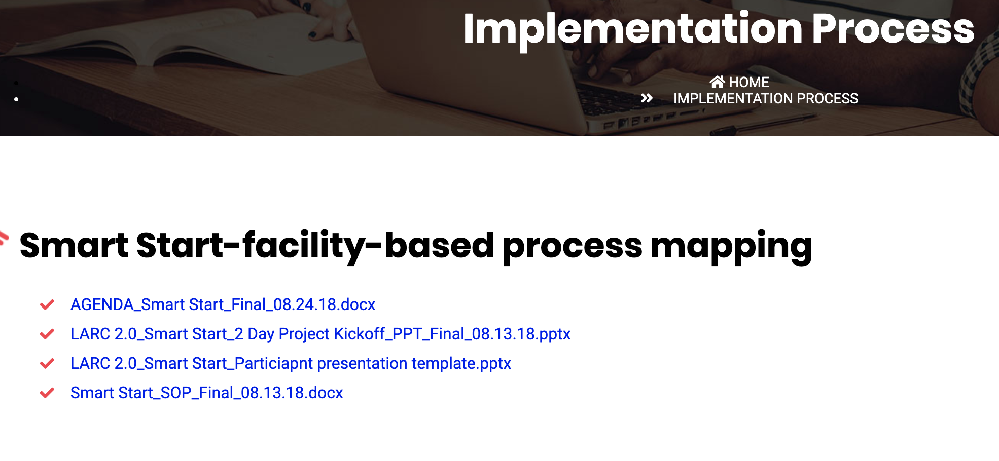 Implementation Process
HOME
» IMPLEMENTATION PROCESS
Smart Start-facility-based process mapping
AGENDA_Smart Start_Final_08.24.18.docx
LARC 2.0_Smart Start_2 Day Project Kickoff_PPT_Final_08.13.18.pptx
LARC 2.0_Smart Start_Particiapnt presentation template.pptx
Smart Start_SOP_Final_08.13.18.docx